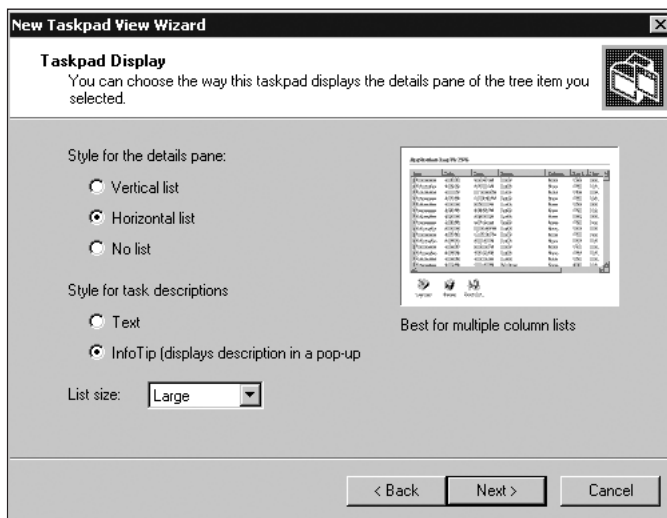 New Taskpad View Wizard
Taskpad Display
You can choose the way this taskpad displays the details pane of the tree item you
selected.
Style for the details pane:
Vertical list
Horizontal list
No list
Style for task descriptions
Text
InfoTip (displays description in a pop-up
List size:
Large
Best for multiple column lists
< Back
Next >
Cancel